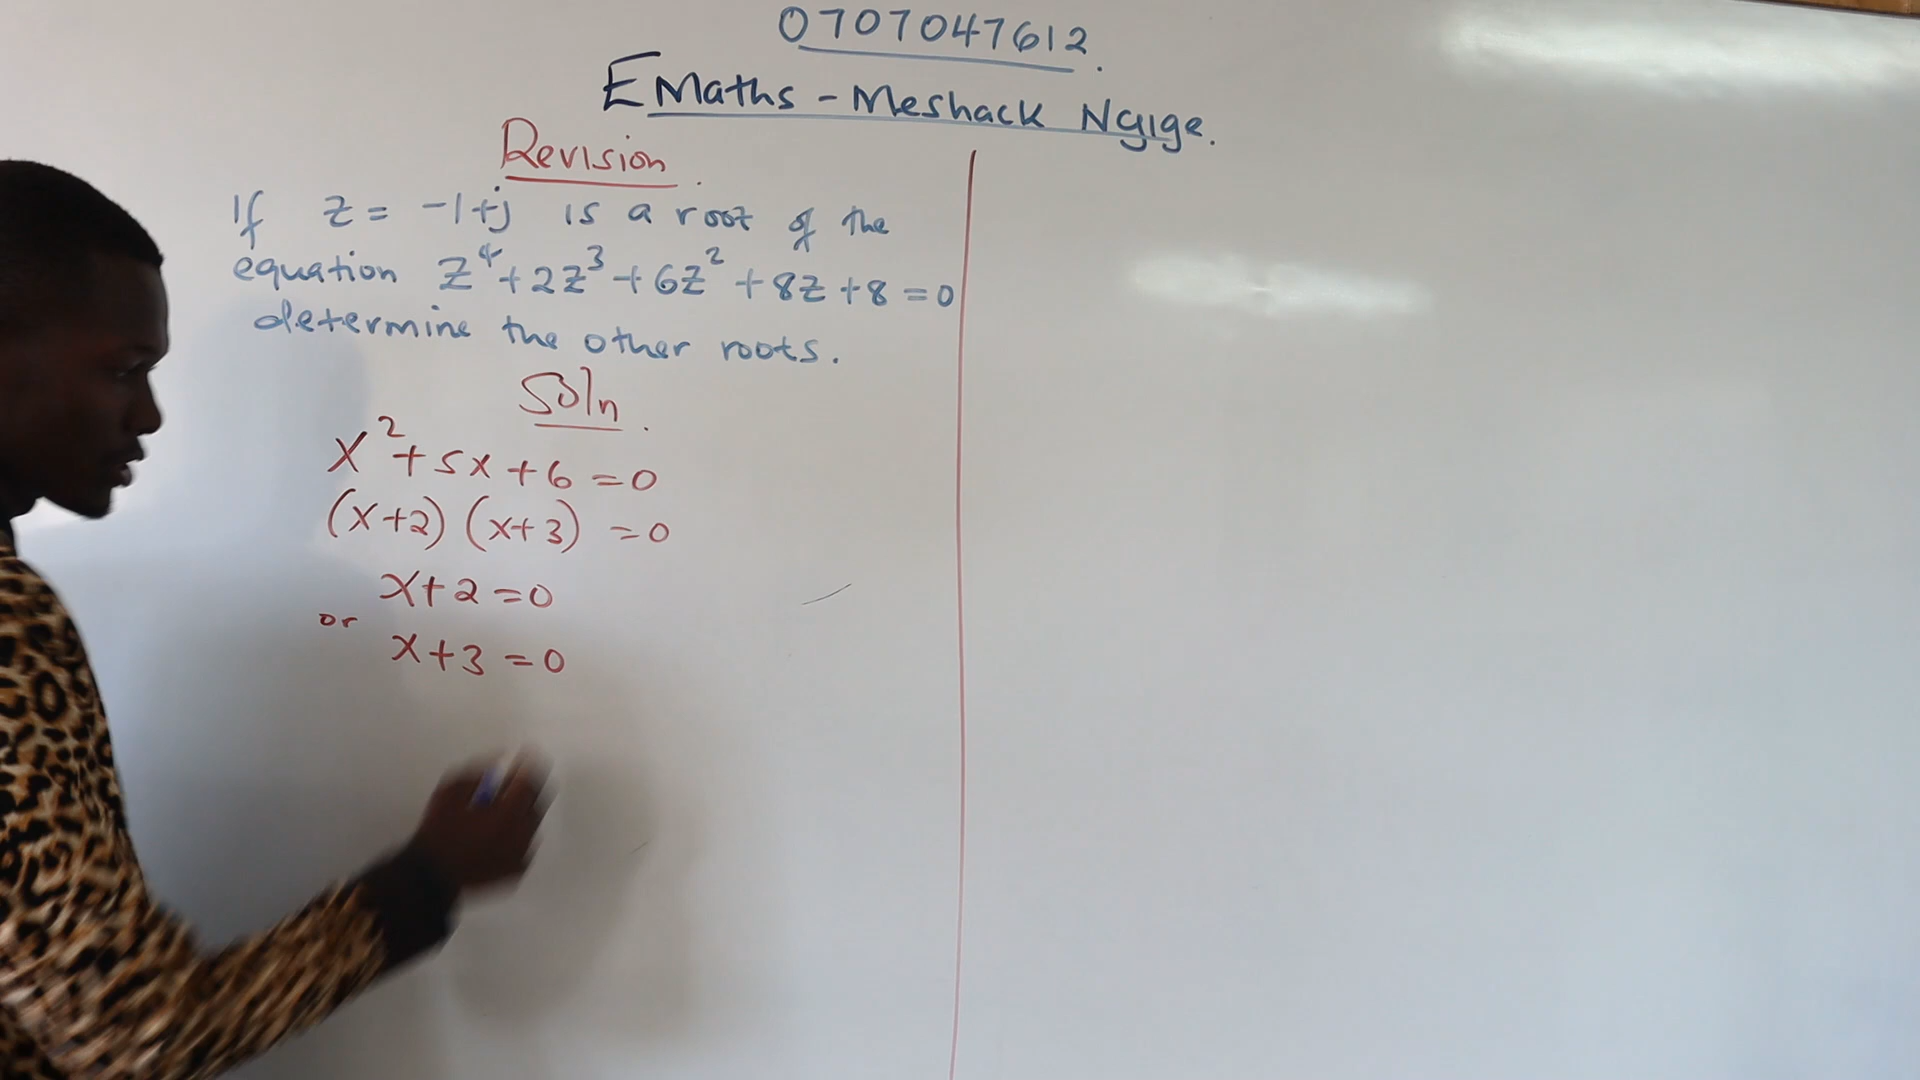 0707047612.
EMaths - Meshack Ngige.
Revision.
If z = -1+j is a root of the
equation z⁴+2z³+6z²+8z+8=0
determine the other roots.
Soln.
x²+5x+6=0
(x+2)(x+3)=0
x+2=0
or
x+3=0